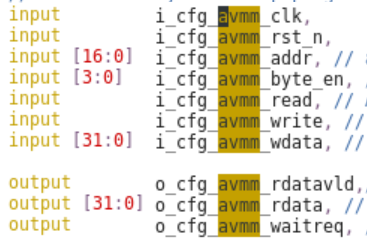 input i_cfg_avmm_clk,
input i_cfg_avmm_rst_n,
input [16:0] i_cfg_avmm_addr, //
input [3:0] i_cfg_avmm_byte_en, //
input i_cfg_avmm_read, //
input i_cfg_avmm_write, //
input [31:0] i_cfg_avmm_wdata, //
output o_cfg_avmm_rdatavld,
output [31:0] o_cfg_avmm_rdata, //
output o_cfg_avmm_waitreq, //